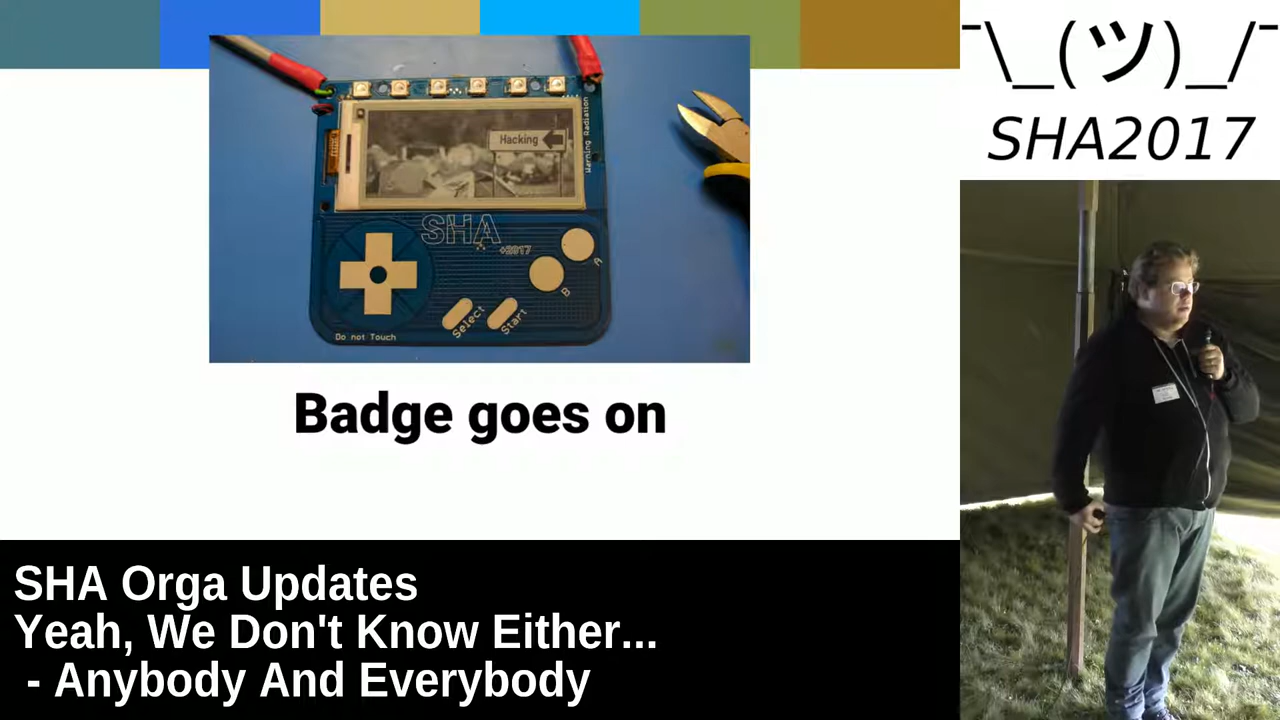 Warning Radiation
Hacking
SHA
+2017
A
B
Select
Start
Do not Touch
Badge goes on
¯\_(ツ)_/¯
SHA2017
SHA Orga Updates
Yeah, We Don't Know Either...
- Anybody And Everybody